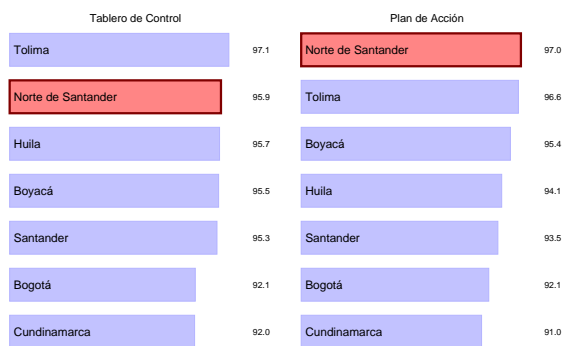 Tablero de Control
Tolima 97.1
Norte de Santander 95.9
Huila 95.7
Boyacá 95.5
Santander 95.3
Bogotá 92.1
Cundinamarca 92.0
Plan de Acción
Norte de Santander 97.0
Tolima 96.6
Boyacá 95.4
Huila 94.1
Santander 93.5
Bogotá 92.1
Cundinamarca 91.0